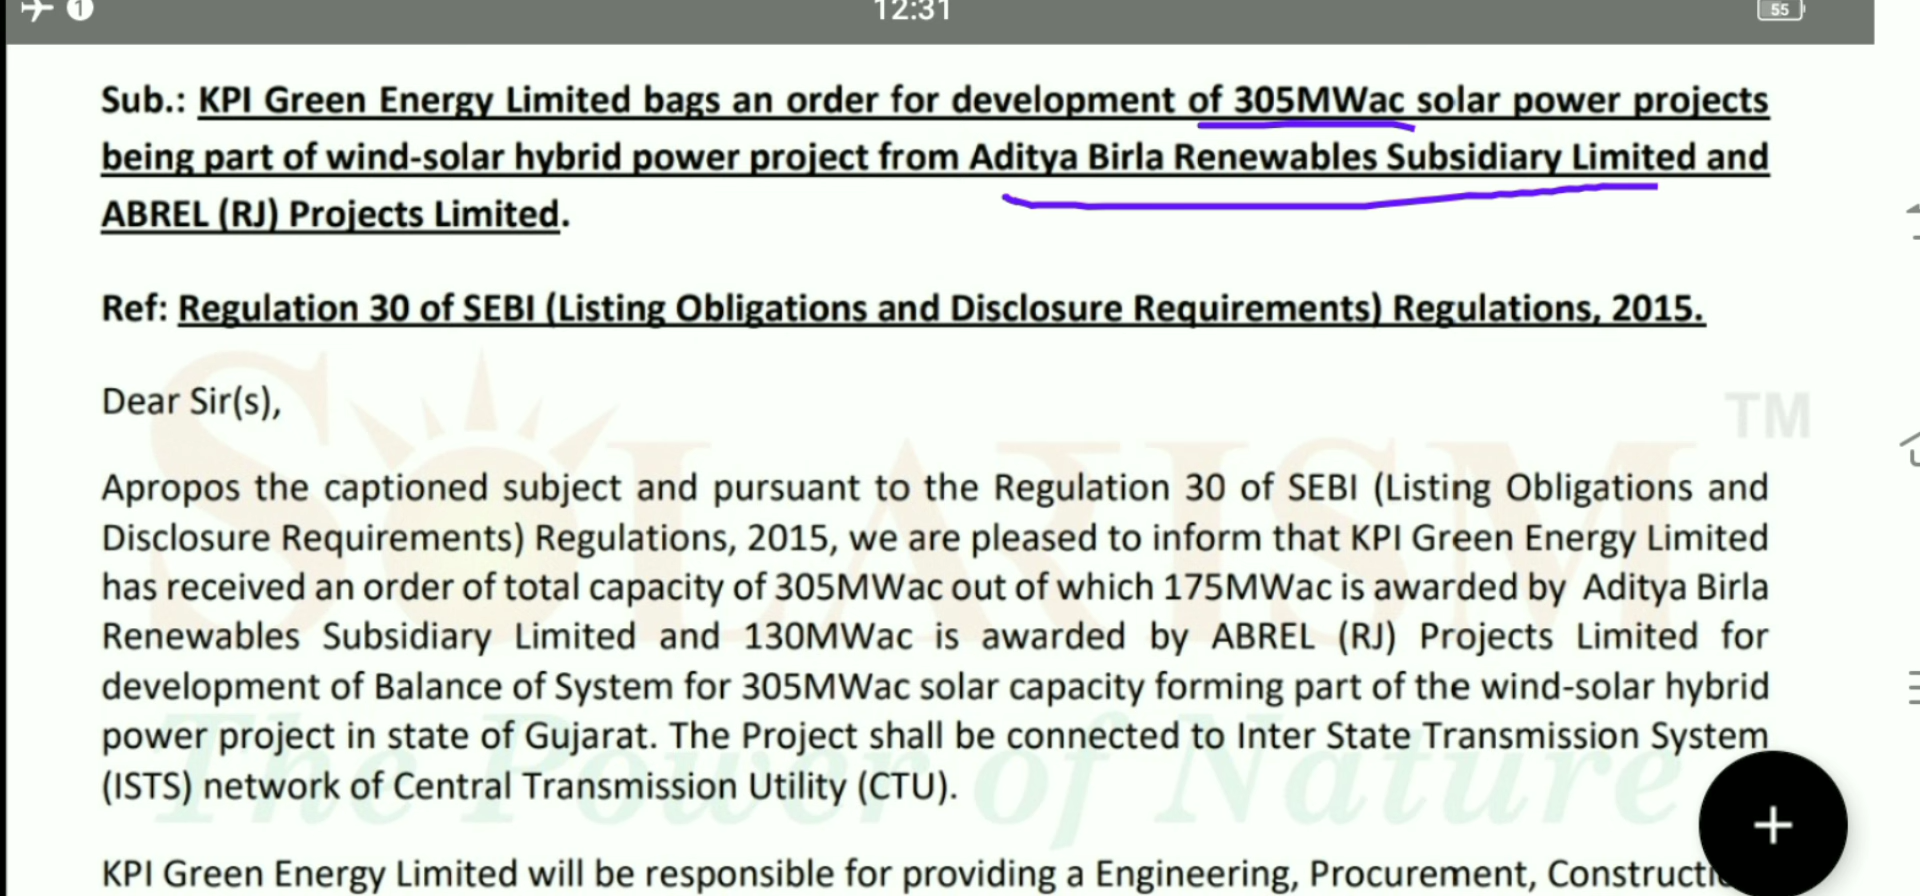 1
12:31
55
Sub.: KPI Green Energy Limited bags an order for development of 305MWac solar power projects
being part of wind-solar hybrid power project from Aditya Birla Renewables Subsidiary Limited and
ABREL (RJ) Projects Limited.
Ref: Regulation 30 of SEBI (Listing Obligations and Disclosure Requirements) Regulations, 2015.
Dear Sir(s),
SOLARISM TM
Apropos the captioned subject and pursuant to the Regulation 30 of SEBI (Listing Obligations and
Disclosure Requirements) Regulations, 2015, we are pleased to inform that KPI Green Energy Limited
has received an order of total capacity of 305MWac out of which 175MWac is awarded by Aditya Birla
Renewables Subsidiary Limited and 130MWac is awarded by ABREL (RJ) Projects Limited for
development of Balance of System for 305MWac solar capacity forming part of the wind-solar hybrid
power project in state of Gujarat. The Project shall be connected to Inter State Transmission System
(ISTS) network of Central Transmission Utility (CTU).
The Power of Nature
KPI Green Energy Limited will be responsible for providing a Engineering, Procurement,